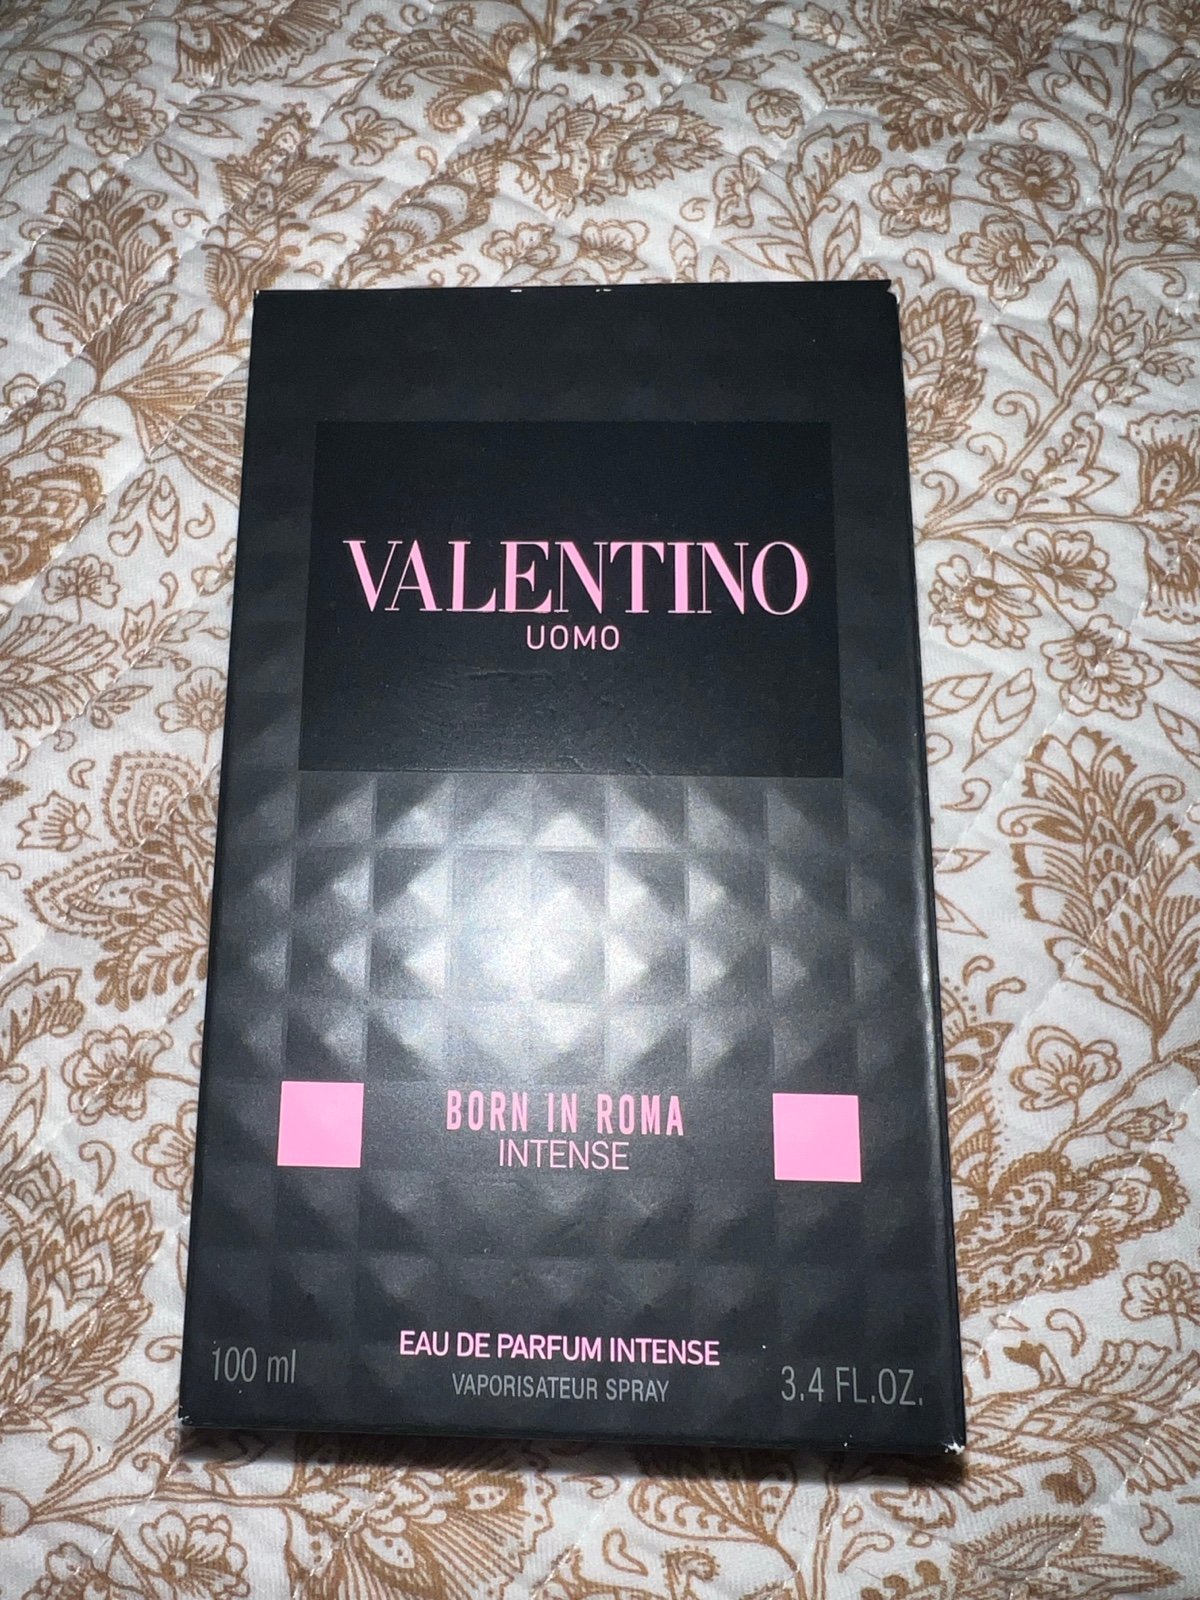 VALENTINO
UOMO
BORN IN ROMA
INTENSE
EAU DE PARFUM INTENSE
100 ml VAPORISATEUR SPRAY 3.4 FL.OZ.